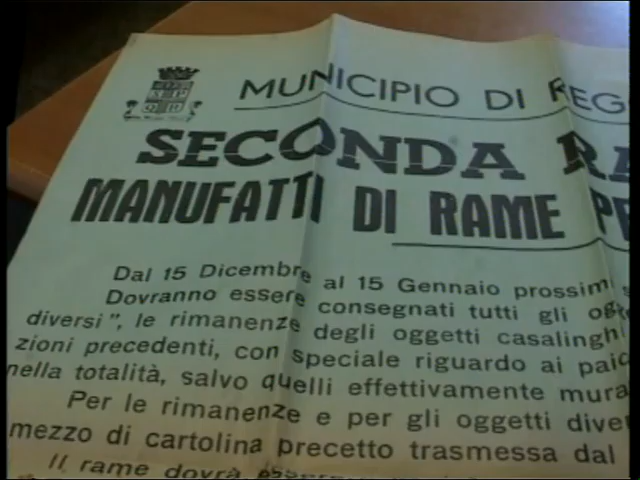 MUNICIPIO DI REG
SECONDA RA
MANUFATTI DI RAME PE
Dal 15 Dicembre al 15 Gennaio prossim
Dovranno essere consegnati tutti gli ogg
diversi", le rimanenze degli oggetti casalinghi
zioni precedenti, con speciale riguardo ai paio
nella totalità, salvo quelli effettivamente mura
Per le rimanenze e per gli oggetti diver
mezzo di cartolina precetto trasmessa dal
Il rame dovrà